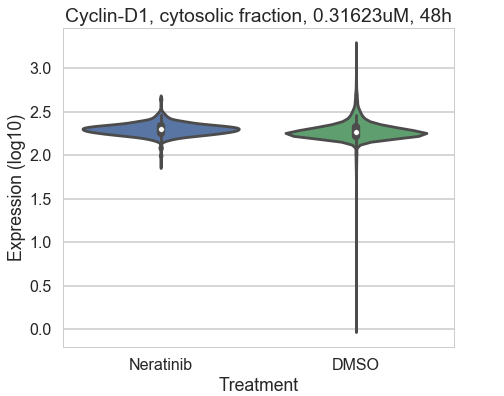 Cyclin-D1, cytosolic fraction, 0.31623uM, 48h
Expression (log10)
3.0
2.5
2.0
1.5
1.0
0.5
0.0
Neratinib DMSO
Treatment